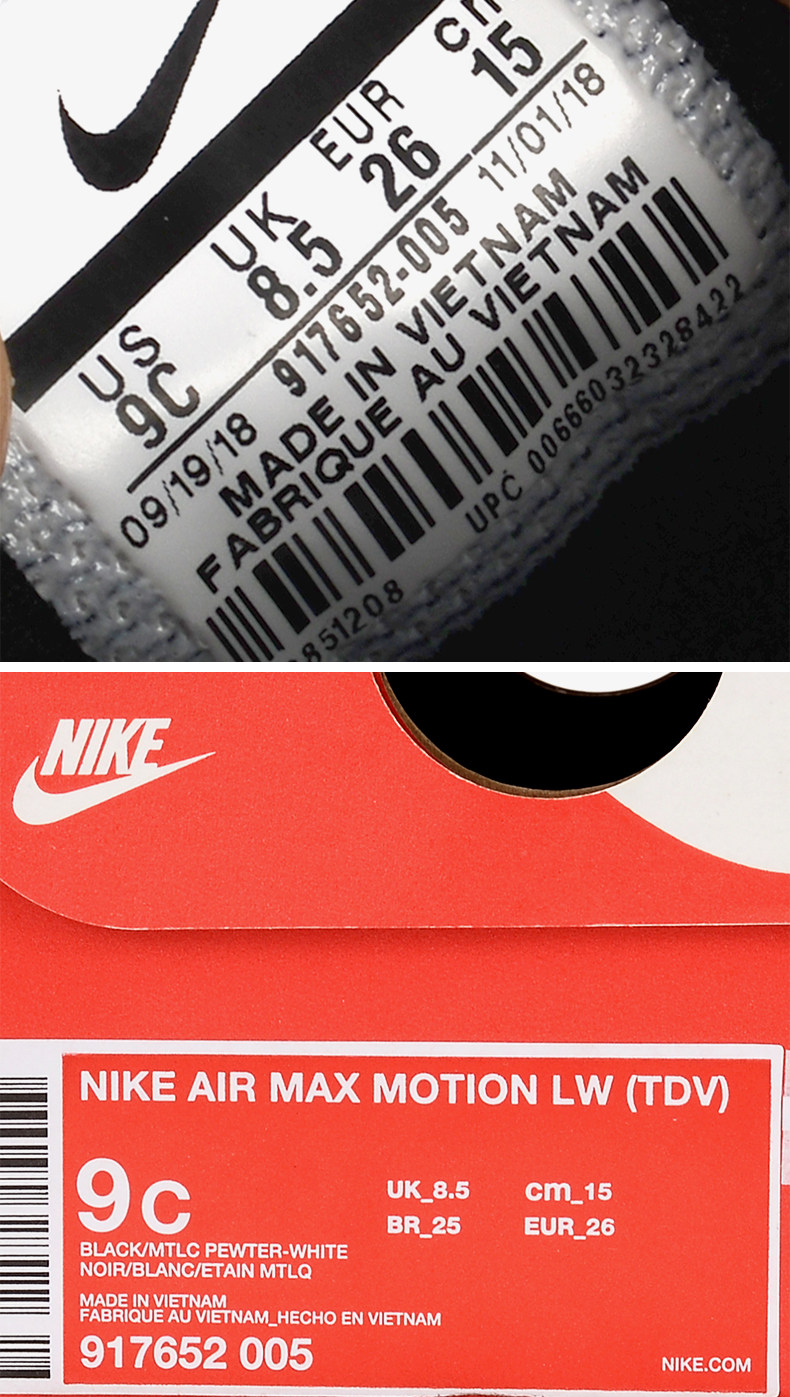 US UK EUR cm
9C 8.5 26 15
09/19/18 917652-005 11/01/18
MADE IN VIETNAM
FABRIQUE AU VIETNAM
UPC 00666032328422
851208
NIKE
NIKE AIR MAX MOTION LW (TDV)
9C
UK_8.5 cm_15
BR_25 EUR_26
BLACK/MTLC PEWTER-WHITE
NOIR/BLANC/ETAIN MTLQ
MADE IN VIETNAM
FABRIQUE AU VIETNAM_HECHO EN VIETNAM
917652 005
NIKE.COM